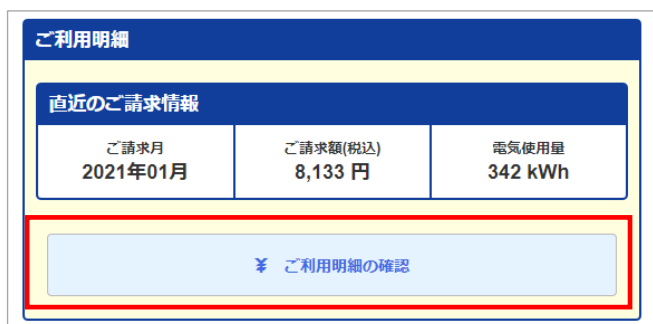 ご利用明細
直近のご請求情報
ご請求月 ご請求額(税込) 電気使用量
2021年01月 8,133 円 342 kWh
¥ ご利用明細の確認